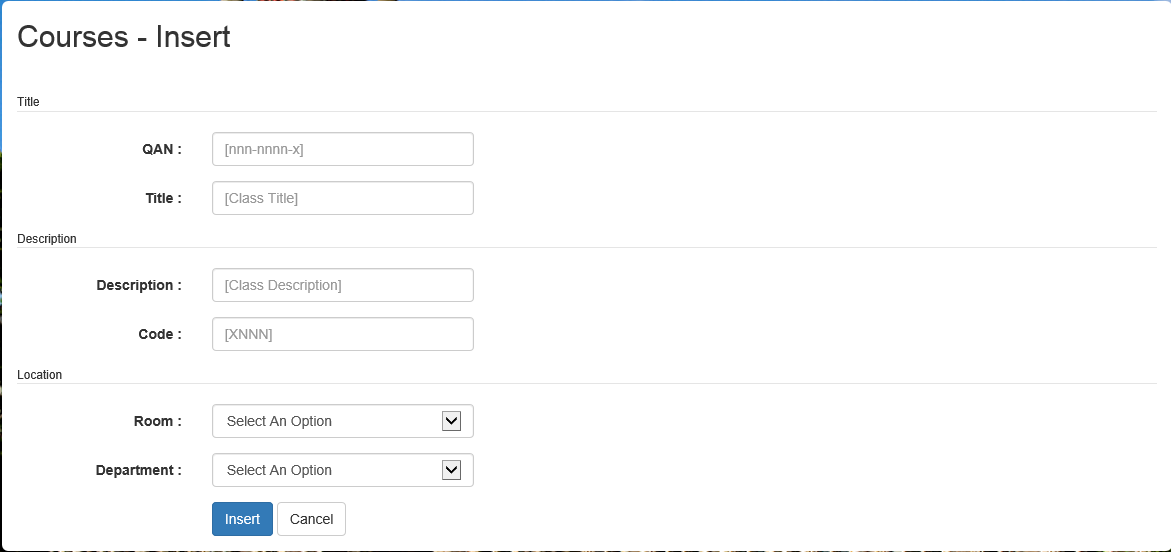 Courses - Insert
Title
QAN : [nnn-nnnn-x]
Title : [Class Title]
Description
Description : [Class Description]
Code : [XNNN]
Location
Room : Select An Option
Department : Select An Option
Insert Cancel